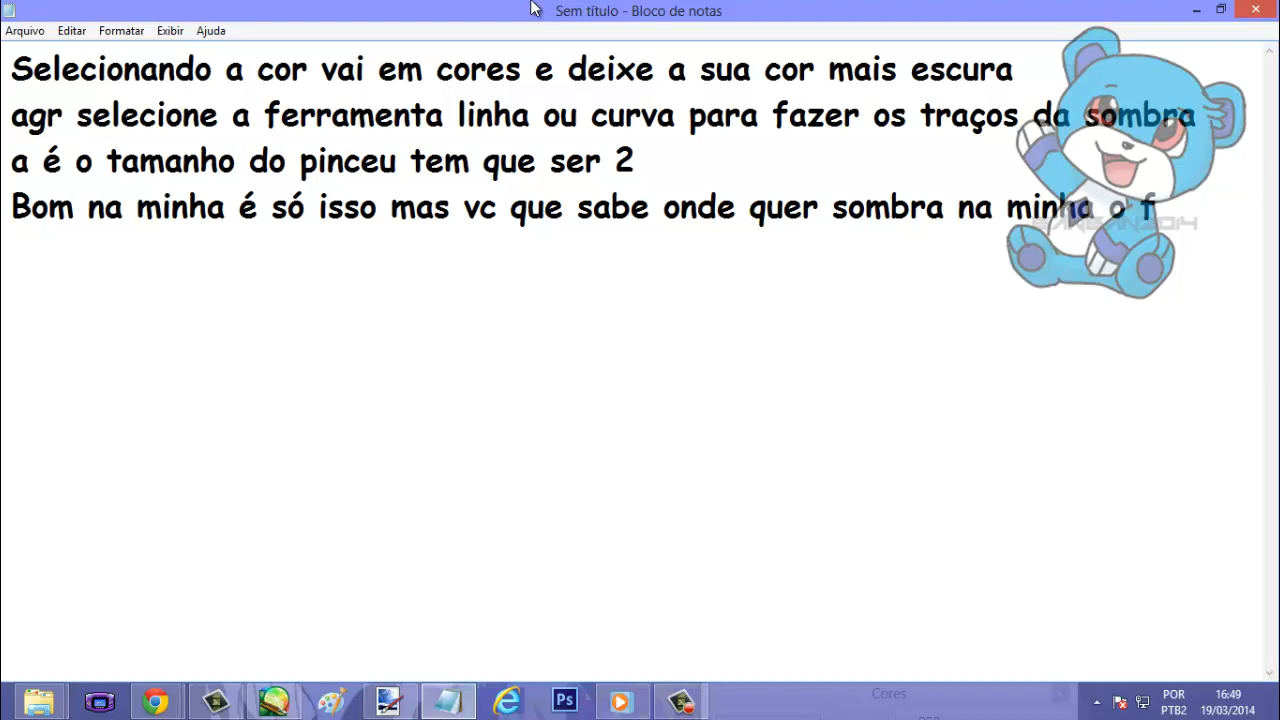 Sem título - Bloco de notas
Arquivo Editar Formatar Exibir Ajuda
Selecionando a cor vai em cores e deixe a sua cor mais escura
agr selecione a ferramenta linha ou curva para fazer os traços da sombra
a é o tamanho do pinceu tem que ser 2
Bom na minha é só isso mas vc que sabe onde quer sombra na minha o f
Ps
Cores
POR
PTB2
16:49
19/03/2014